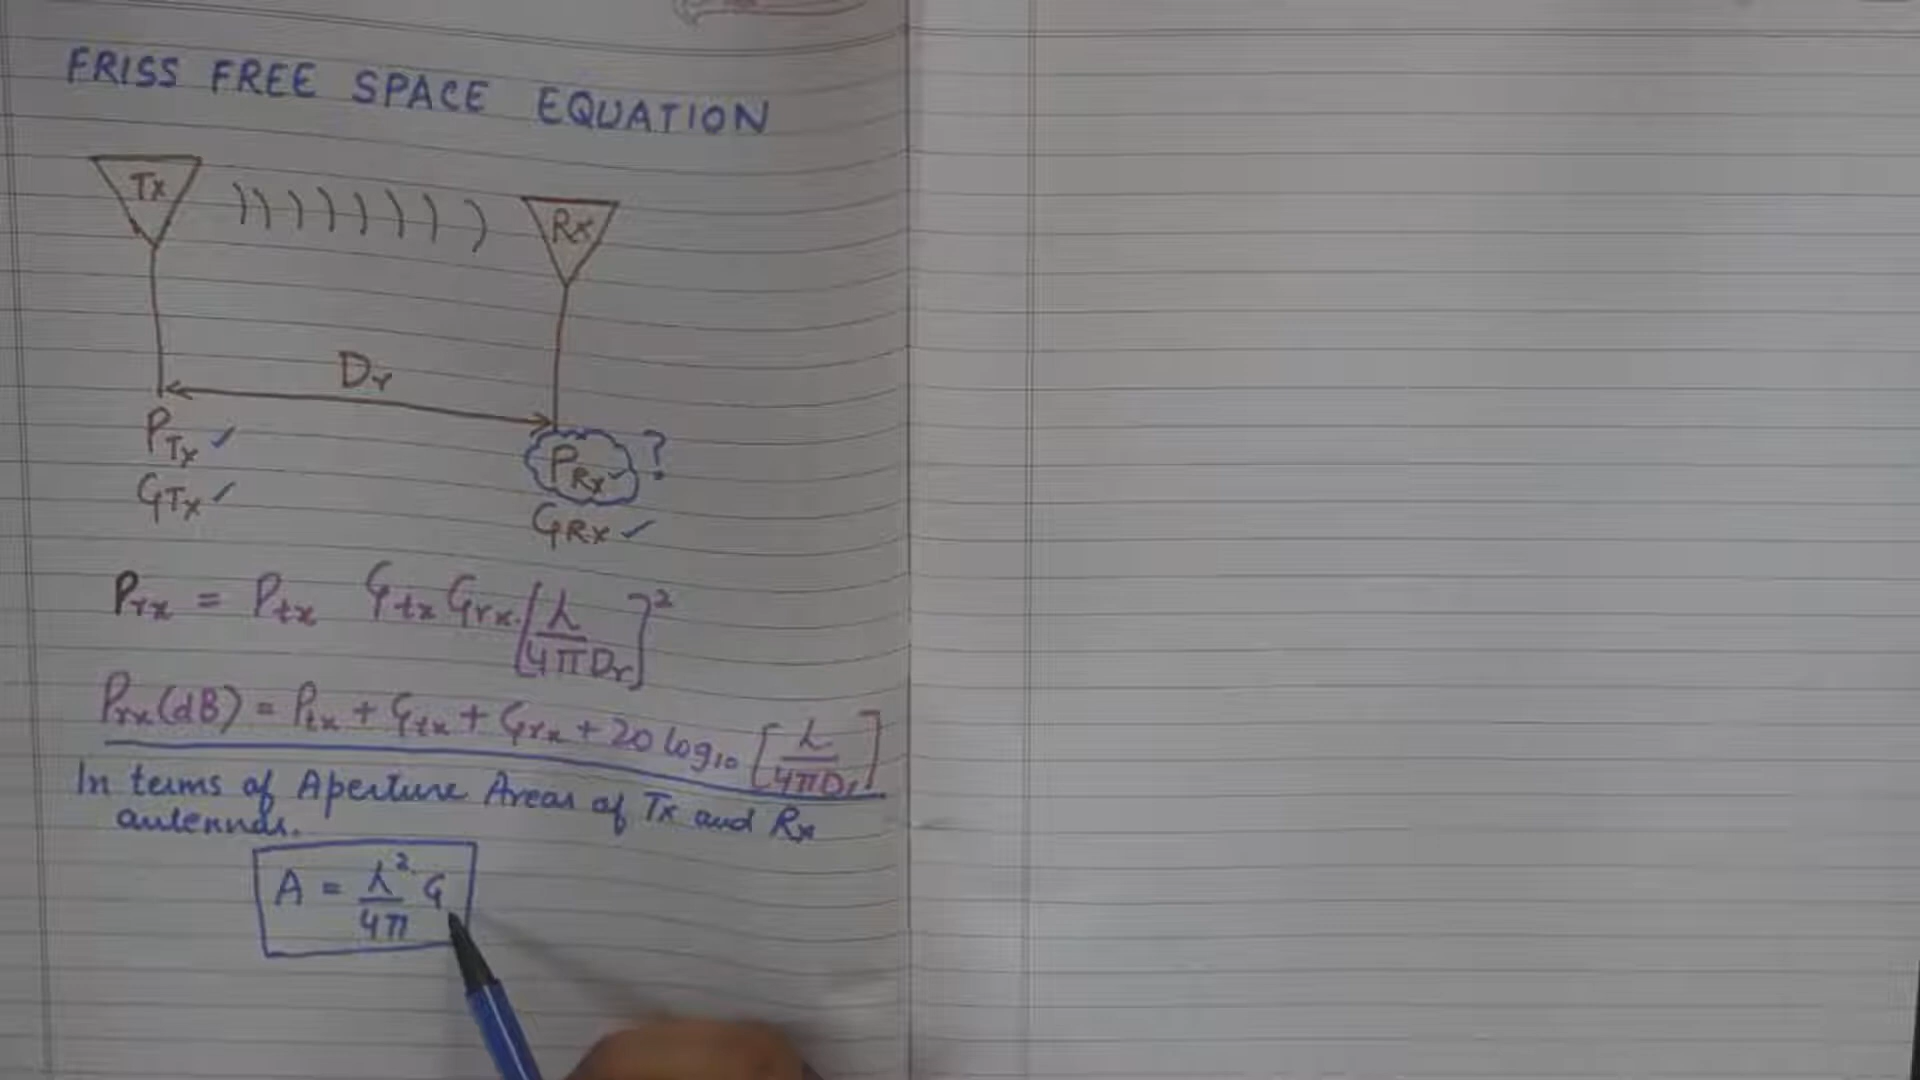 FRISS FREE SPACE EQUATION
Tx Rx
Dr
PTx ✓ PRx ✓ ?
GTx ✓ GRx ✓
Prx = Ptx Gtx Grx [λ/4πDr]²
Prx(dB) = Ptx + Gtx + Grx + 20 log₁₀ [λ/4πDr]
In terms of Aperture Areas of Tx and Rx
antennas.
A = λ²/4π G